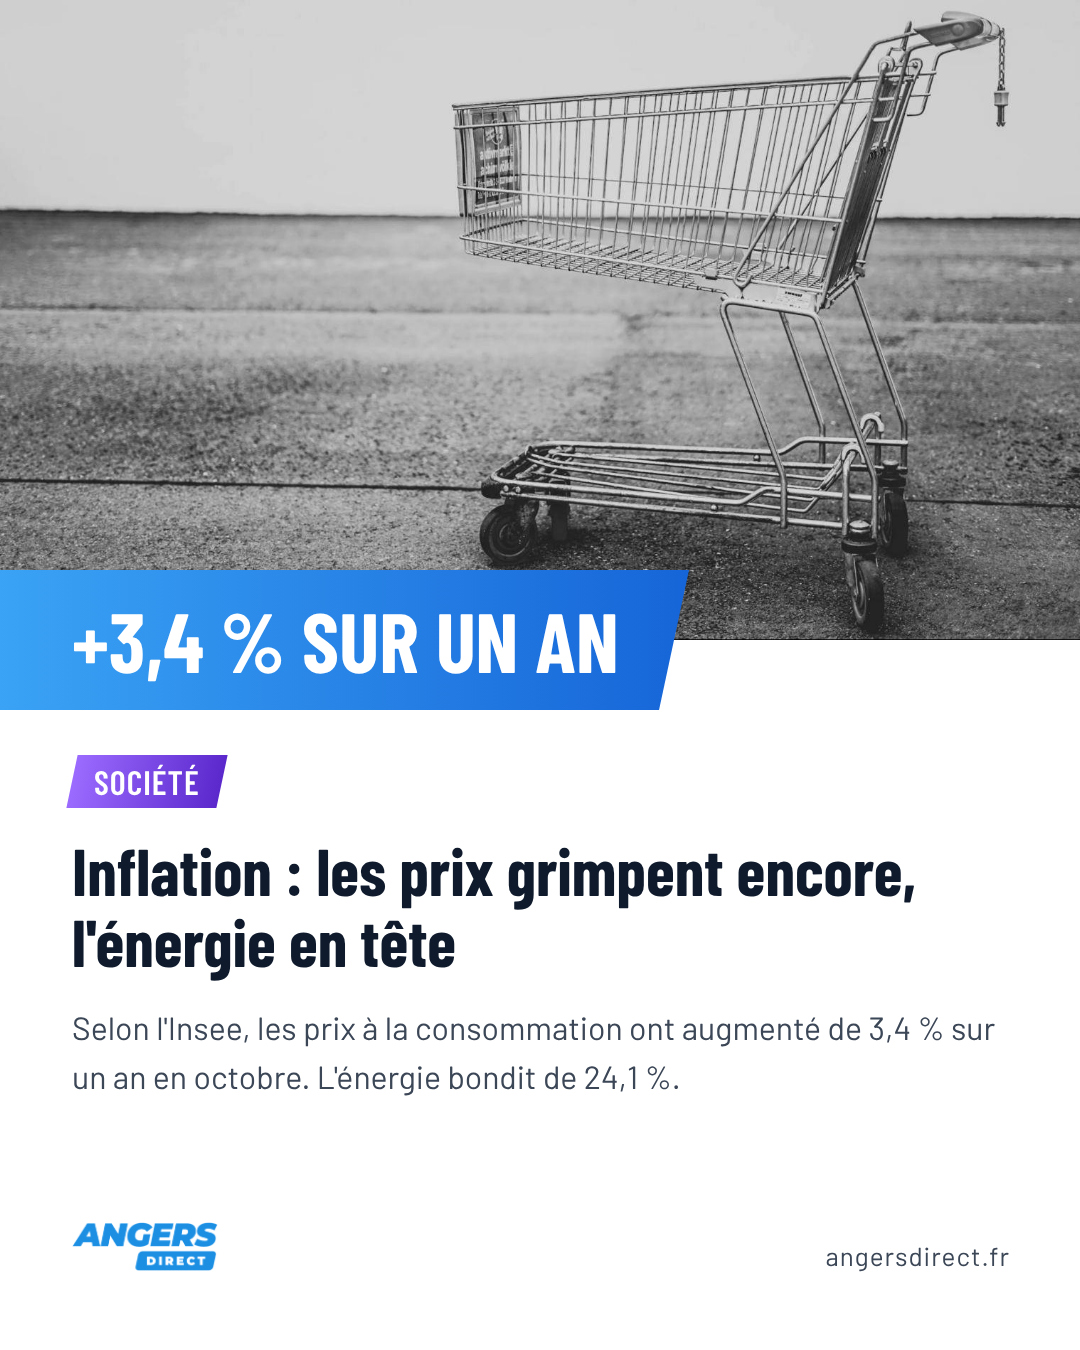 +3,4 % SUR UN AN
SOCIÉTÉ
Inflation : les prix grimpent encore,
l'énergie en tête
Selon l'Insee, les prix à la consommation ont augmenté de 3,4 % sur
un an en octobre. L'énergie bondit de 24,1 %.
ANGERS
DIRECT
angersdirect.fr